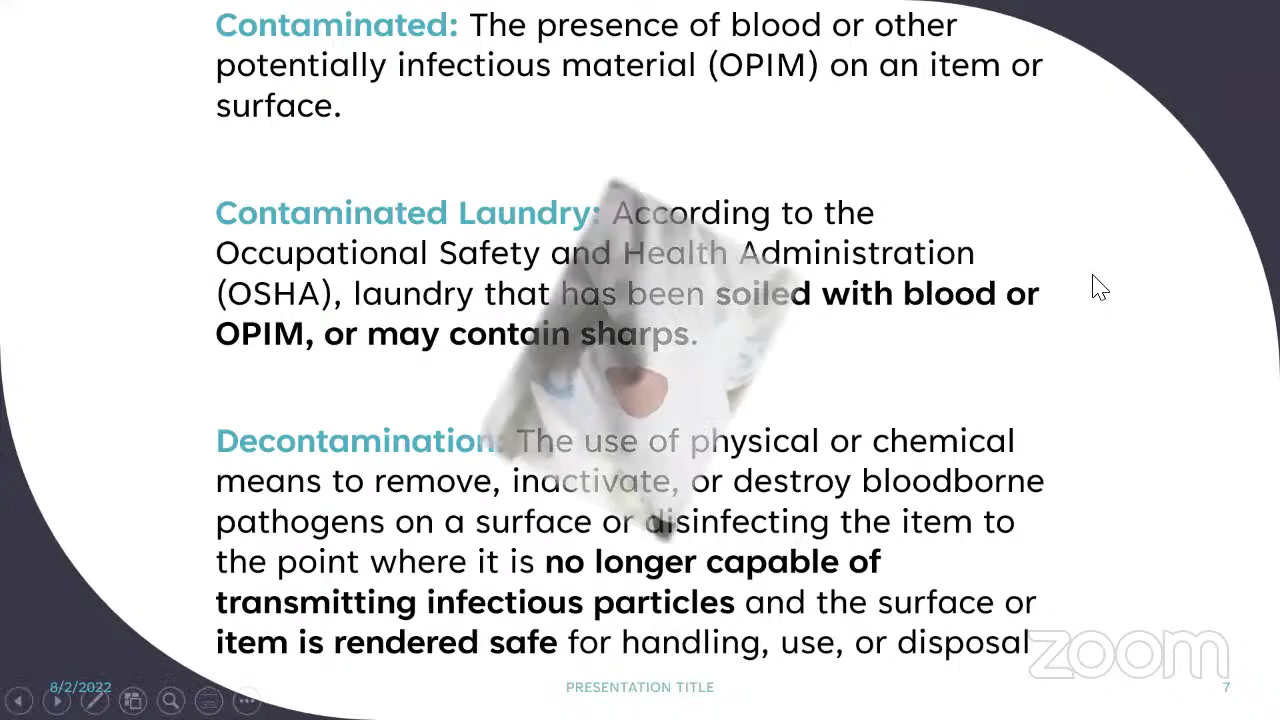 Contaminated: The presence of blood or other
potentially infectious material (OPIM) on an item or
surface.
Contaminated Laundry: According to the
Occupational Safety and Health Administration
(OSHA), laundry that has been soiled with blood or
OPIM, or may contain sharps.
Decontamination: The use of physical or chemical
means to remove, inactivate, or destroy bloodborne
pathogens on a surface or disinfecting the item to
the point where it is no longer capable of
transmitting infectious particles and the surface or
item is rendered safe for handling, use, or disposal
zoom
8/2/2022
PRESENTATION TITLE
7